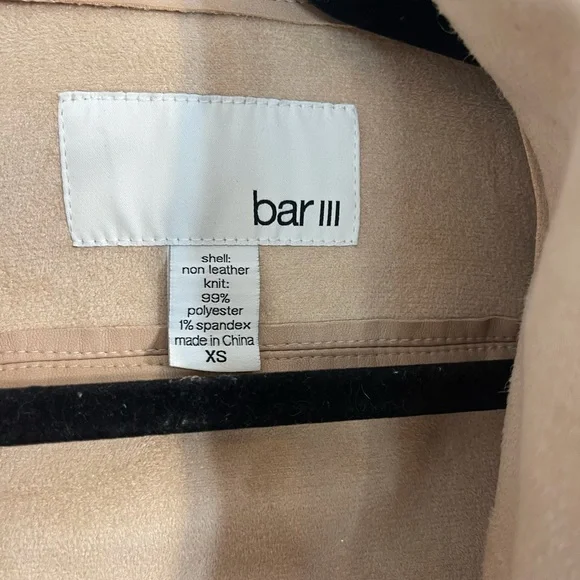 bar III
shell:
non leather
knit:
99%
polyester
1% spandex
made in China
XS